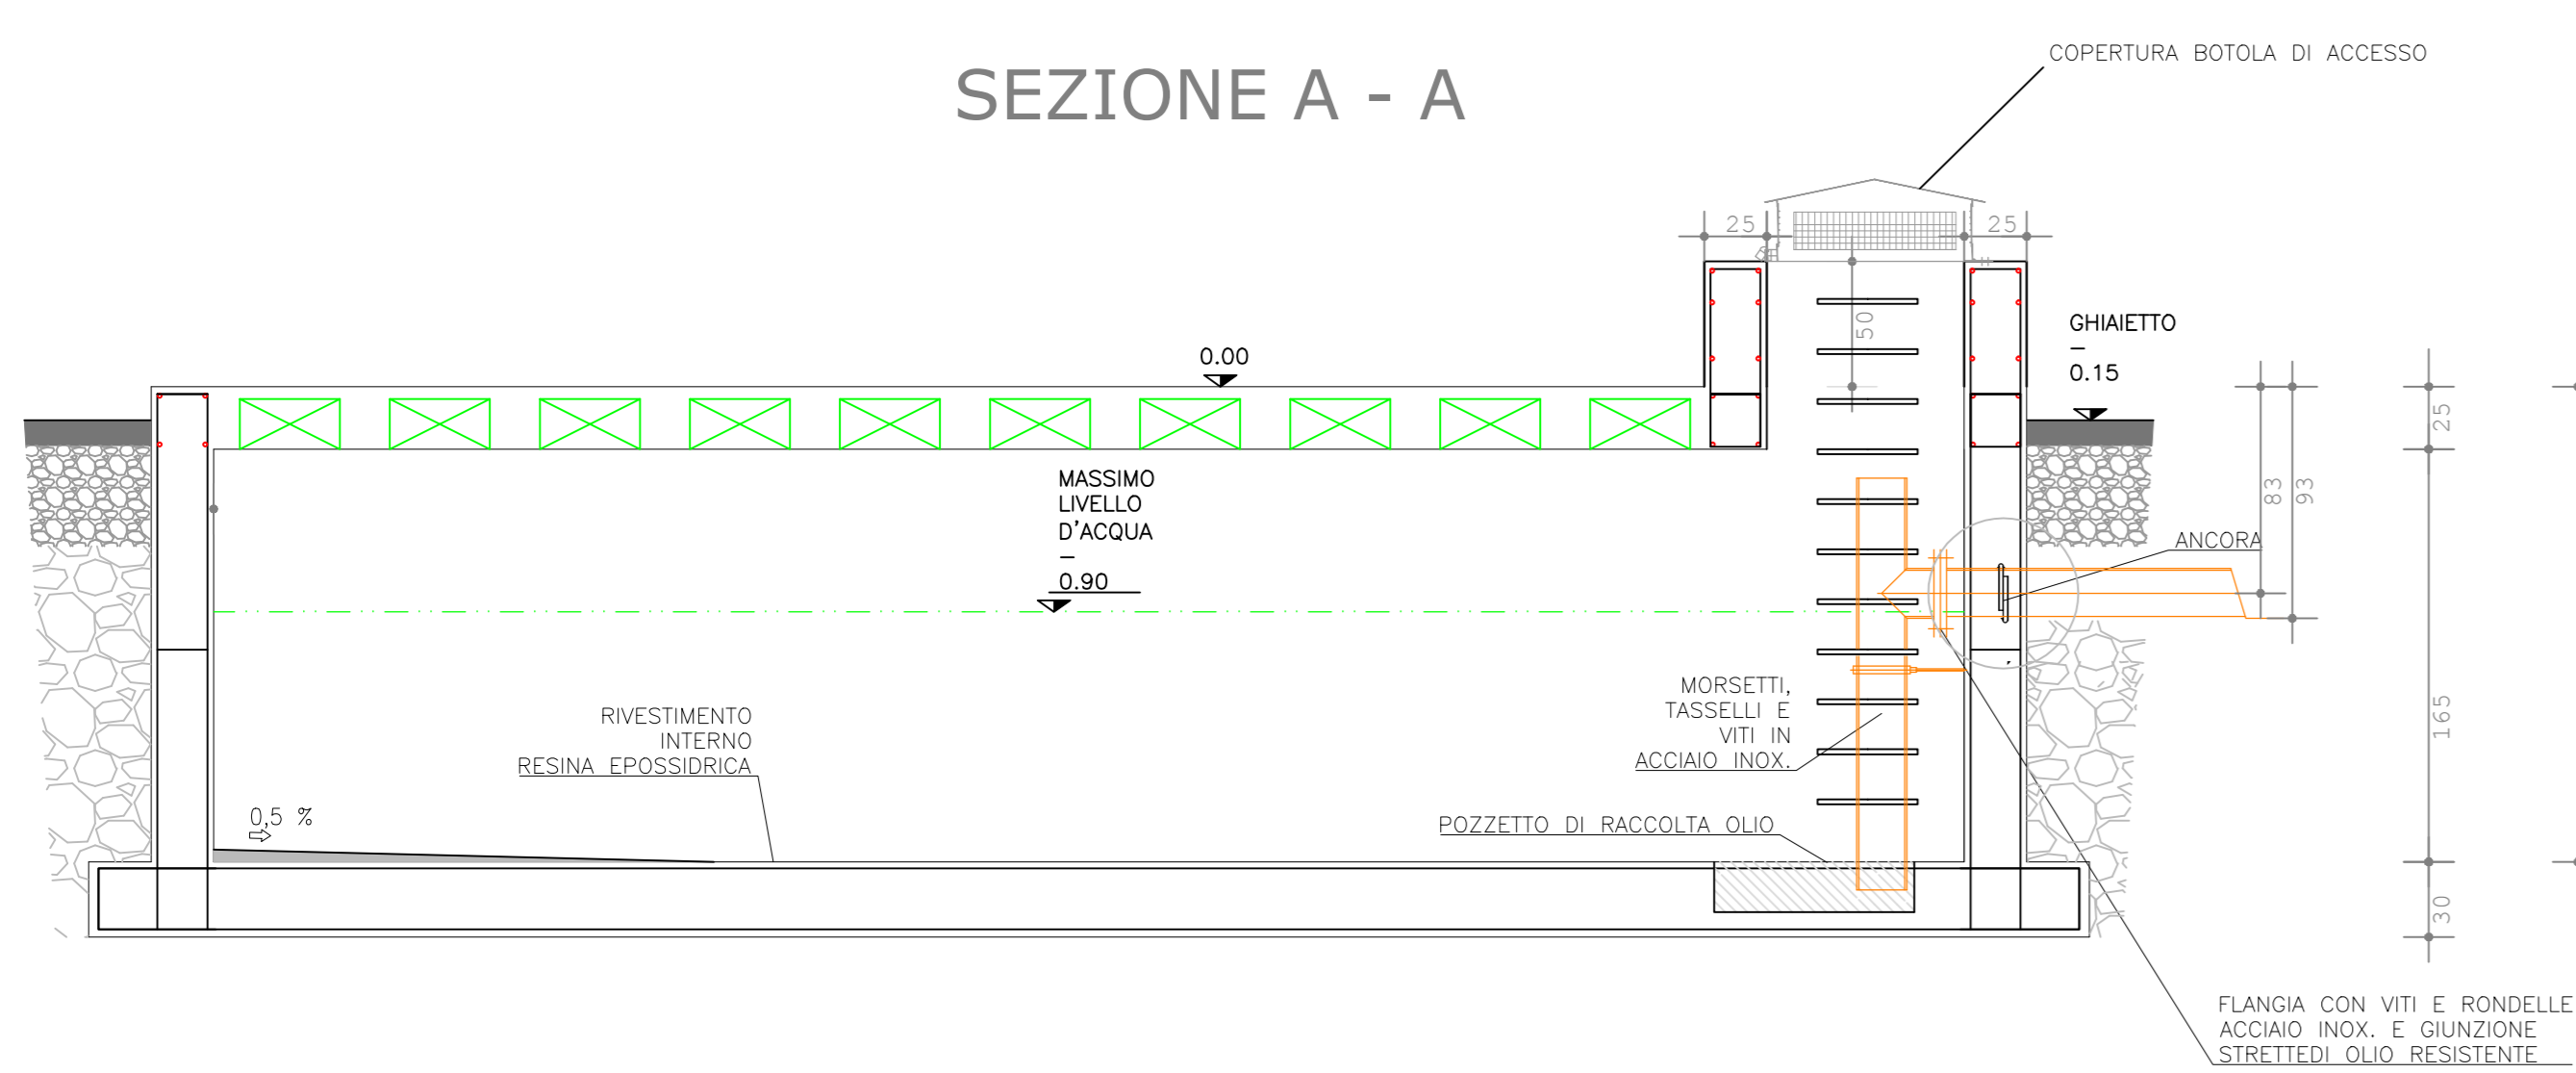 SEZIONE A - A
COPERTURA BOTOLA DI ACCESSO
25
25
50
0.00
GHIAIETTO
–
0.15
25
83
93
MASSIMO
LIVELLO
D'ACQUA
–
0.90
ANCORA
MORSETTI,
TASSELLI E
VITI IN
ACCIAIO INOX.
165
RIVESTIMENTO
INTERNO
RESINA EPOSSIDRICA
0,5 %
POZZETTO DI RACCOLTA OLIO
30
FLANGIA CON VITI E RONDELLE
ACCIAIO INOX. E GIUNZIONE
STRETTEDI OLIO RESISTENTE